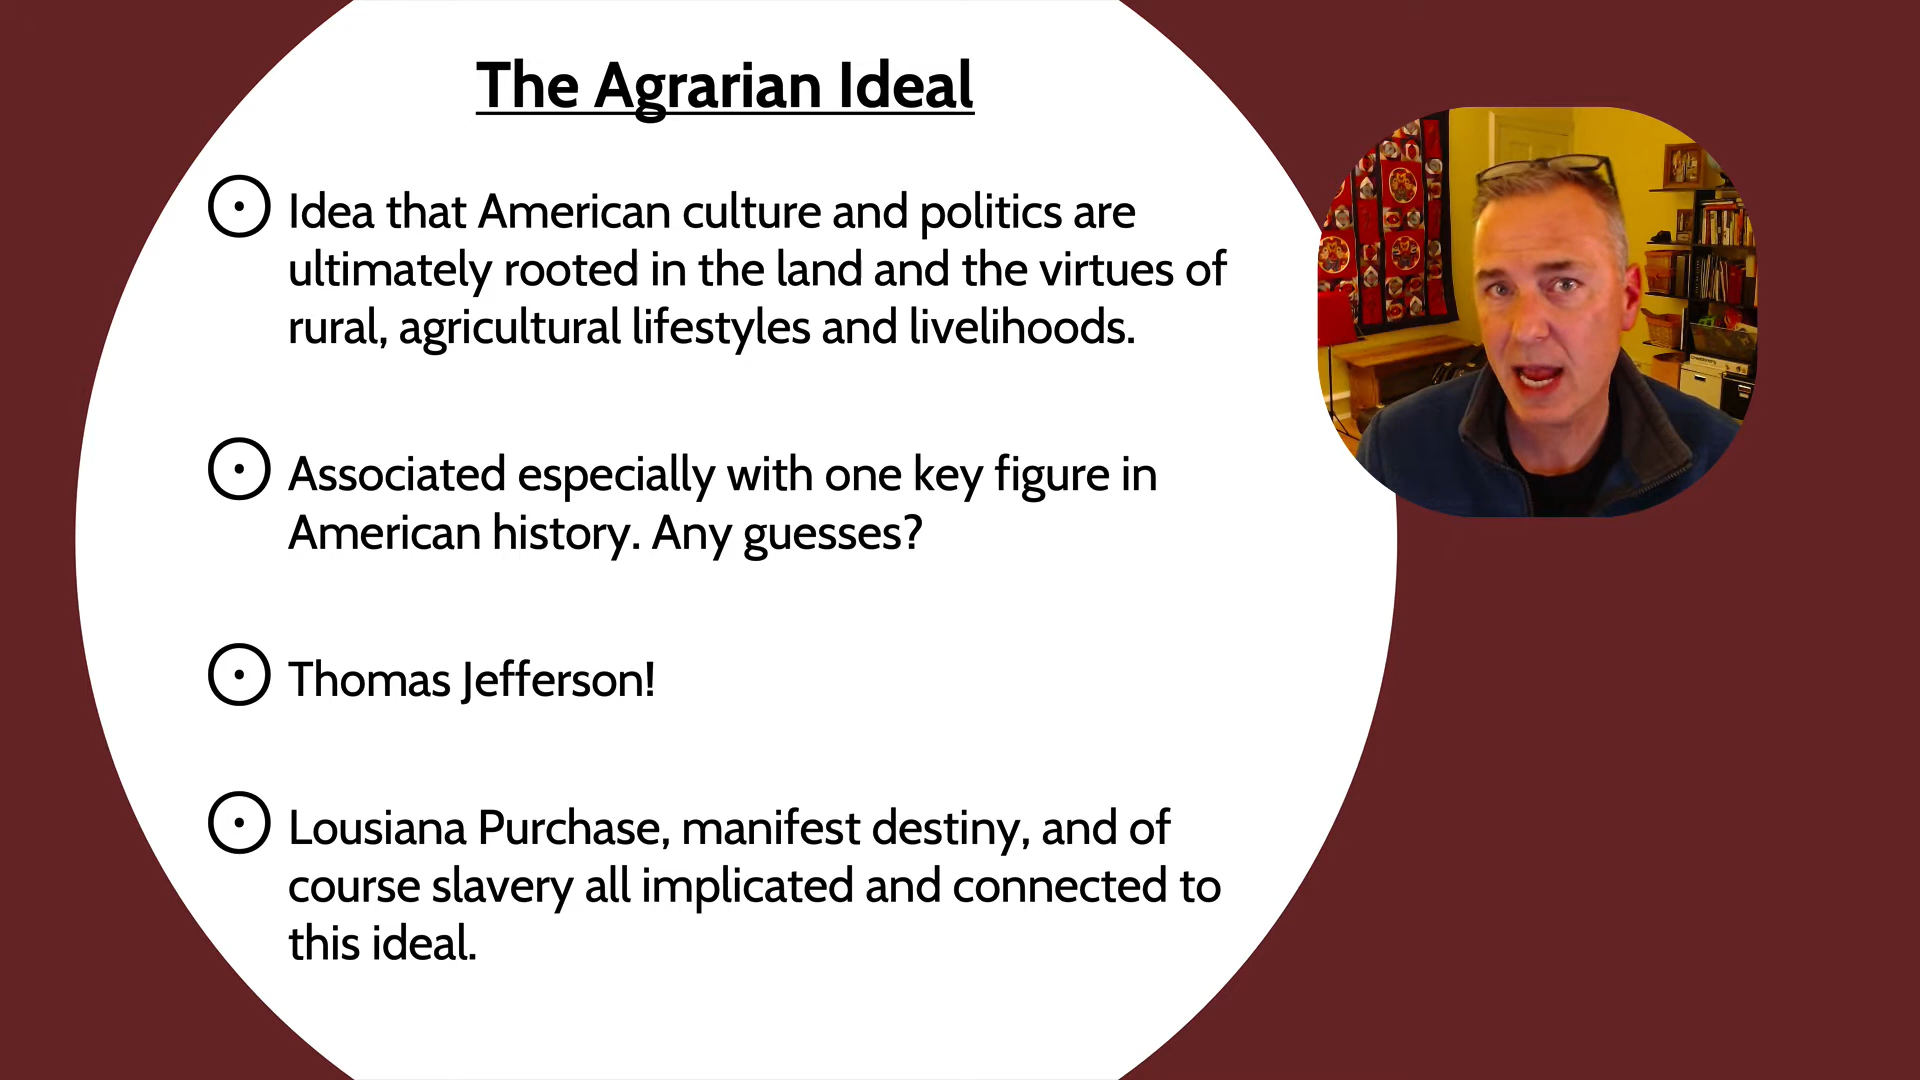 The Agrarian Ideal
Idea that American culture and politics are
ultimately rooted in the land and the virtues of
rural, agricultural lifestyles and livelihoods.
Associated especially with one key figure in
American history. Any guesses?
Thomas Jefferson!
Lousiana Purchase, manifest destiny, and of
course slavery all implicated and connected to
this ideal.